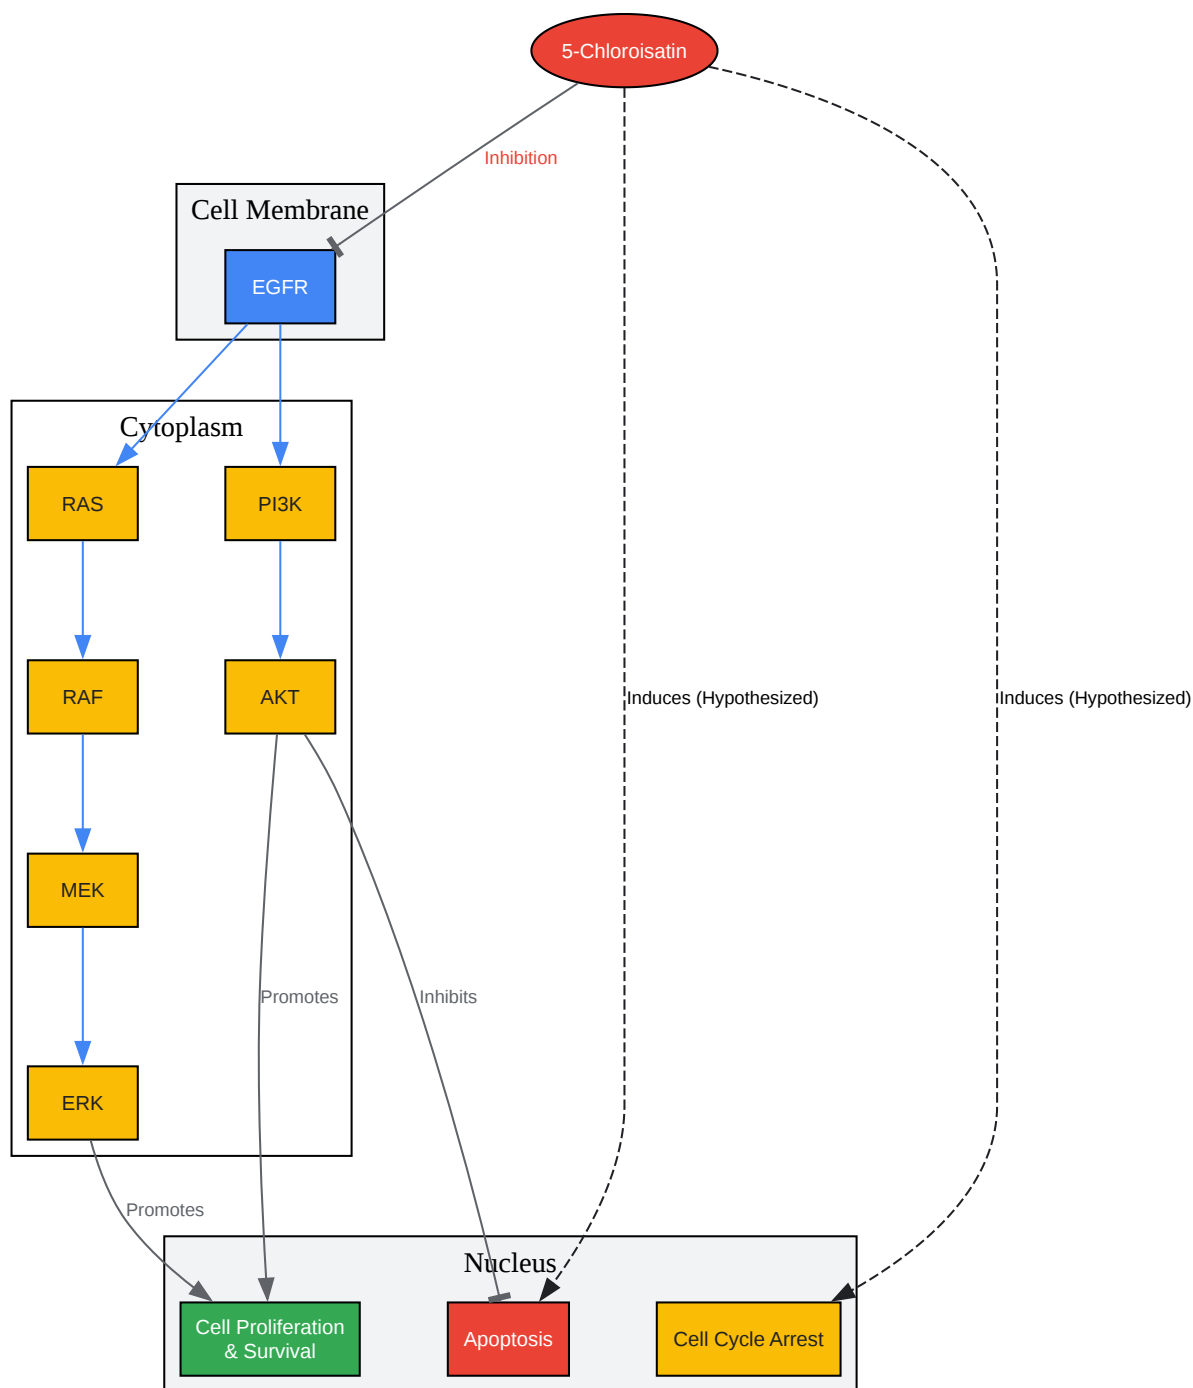 5-Chloroisatin
Inhibition
Cell Membrane
EGFR
Cytoplasm
RAS
PI3K
RAF
AKT
Induces (Hypothesized)
Induces (Hypothesized)
MEK
Promotes
Inhibits
ERK
Promotes
Nucleus
Cell Proliferation
& Survival
Apoptosis
Cell Cycle Arrest